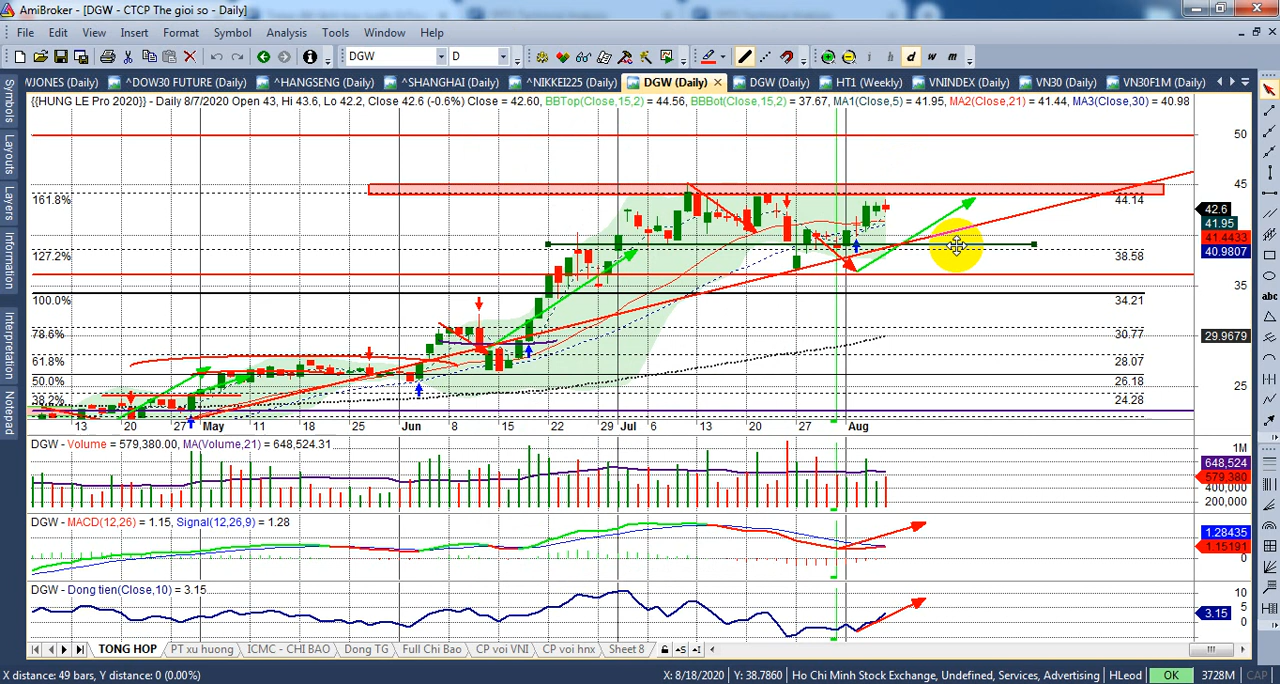 AmiBroker - [DGW - CTCP The gioi so - Daily]
File Edit View Insert Format Symbol Analysis Tools Window Help
DGW D d w m
VJONES (Daily) ^DOW30 FUTURE (Daily) ^HANGSENG (Daily) ^SHANGHAI (Daily) ^NIKKEI225 (Daily) DGW (Daily) DGW (Daily) HT1 (Weekly) VNINDEX (Daily) VN30 (Daily) VN30F1M (Daily)
{{HUNG LE Pro 2020}} - Daily 8/7/2020 Open 43, Hi 43.6, Lo 42.2, Close 42.6 (-0.6%) Close = 42.60, BBTop(Close,15,2) = 44.56, BBBot(Close,15,2) = 37.67, MA1(Close,5) = 41.95, MA2(Close,21) = 41.44, MA3(Close,30) = 40.98
Symbols
Layouts
Layers
Information
Interpretation
Notepad
abc
50
45
161.8% 44.14
42.6
41.95
41.4433
40.9807
127.2% 38.58
35
100.0% 34.21
78.6% 30.77
29.9679
61.8% 28.07
50.0% 26.18
25
38.2% 24.28
13 20 27 May 11 18 25 Jun 8 15 22 29 Jul 6 13 20 27 Aug
DGW - Volume = 579,380.00, MA(Volume,21) = 648,524.31
1M
648,524
579,380
400,000
200,000
DGW - MACD(12,26) = 1.15, Signal(12,26,9) = 1.28
1.28435
1.15191
0
DGW - Dong tien(Close,10) = 3.15
10
5
3.15
0
TONG HOP PT xu huong ICMC - CHI BAO Dong TG Full Chi Bao CP voi VNI CP voi hnx Sheet 8
X distance: 49 bars, Y distance: 0 (0.00%) X: 8/18/2020 Y: 38.7860 Ho Chi Minh Stock Exchange, Undefined, Services, Advertising HLeod OK 3728M CAP